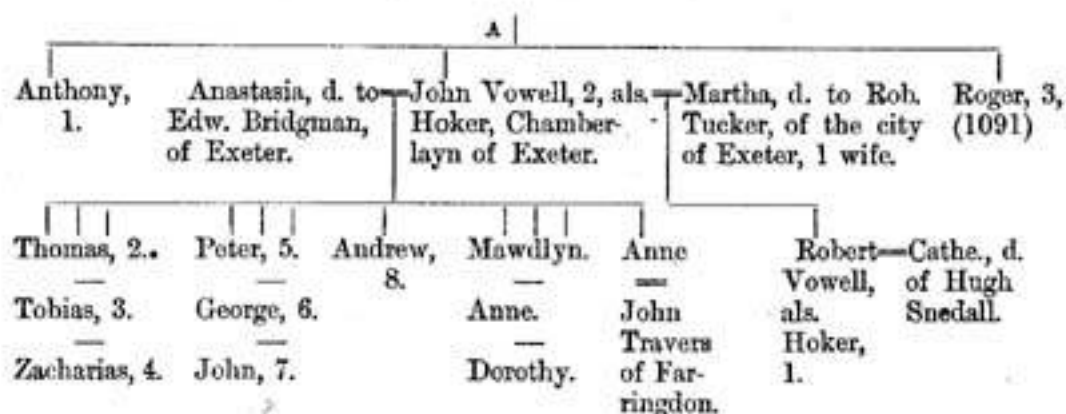 A
Anthony,
1.
Anastasia, d. to
Edw. Bridgman,
of Exeter.
John Vowell, 2, als.
Hoker, Chamber-
layn of Exeter.
Martha, d. to Rob.
Tucker, of the city
of Exeter, 1 wife.
Roger, 3,
(1091)
Thomas, 2.
Tobias, 3.
Zacharias, 4.
Peter, 5.
George, 6.
John, 7.
Andrew,
8.
Mawdlyn.
Anne.
Dorothy.
Anne
=
John
Travers
of Far-
ringdon.
Robert
Vowell,
als.
Hoker,
1.
Cathe., d.
of Hugh
Snedall.